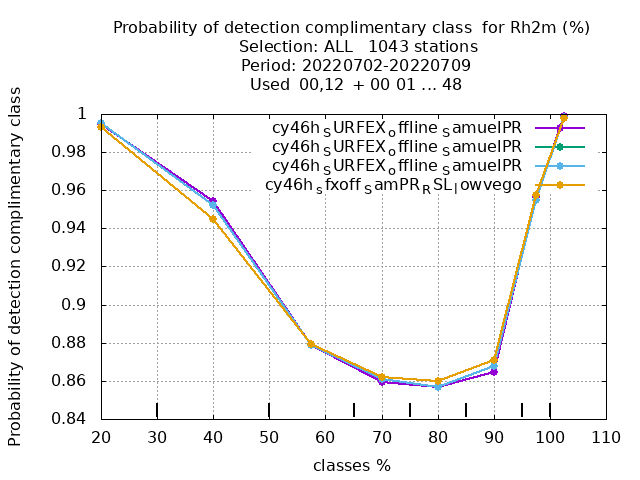 Probability of detection complimentary class for Rh2m (%)
Selection: ALL 1043 stations
Period: 20220702-20220709
Used 00,12 + 00 01 ... 48
Probability of detection complimentary class
1
0.98
0.96
0.94
0.92
0.9
0.88
0.86
0.84
cy46h_SURFEX_offline_SamuelPR
cy46h_SURFEX_offline_SamuelPR
cy46h_SURFEX_offline_SamuelPR
cy46h_sfxoff_SamPR_RSL_lowvego
20 30 40 50 60 70 80 90 100 110
classes %